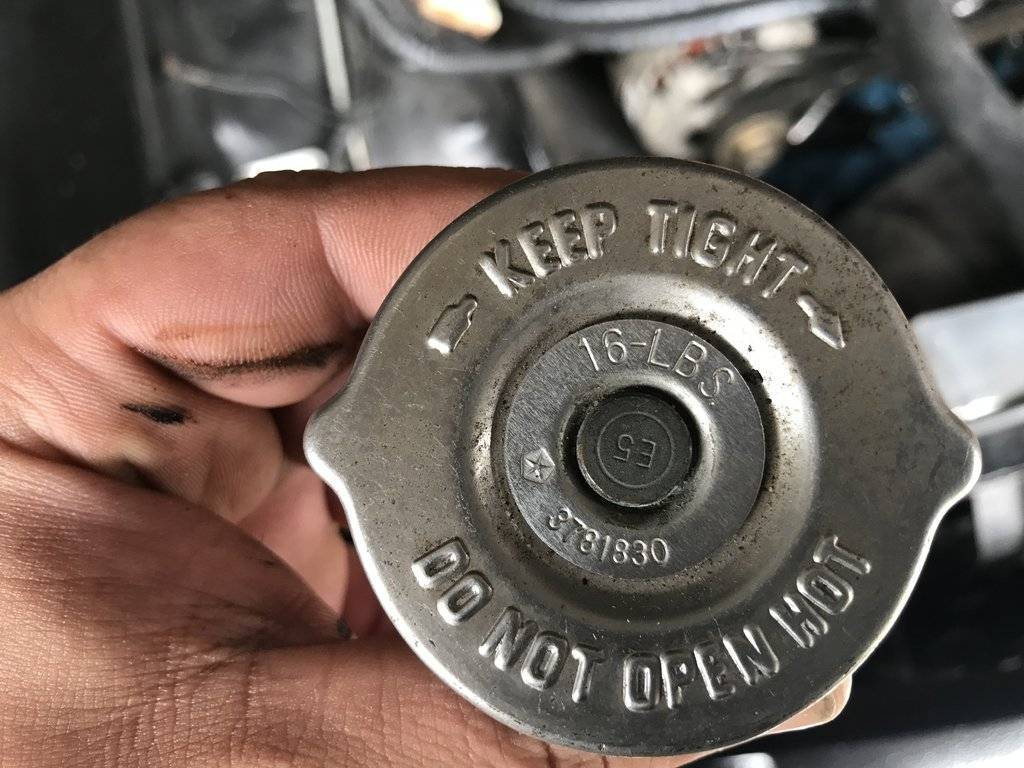 KEEP TIGHT
16-LBS
E5
3781830
DO NOT OPEN HOT